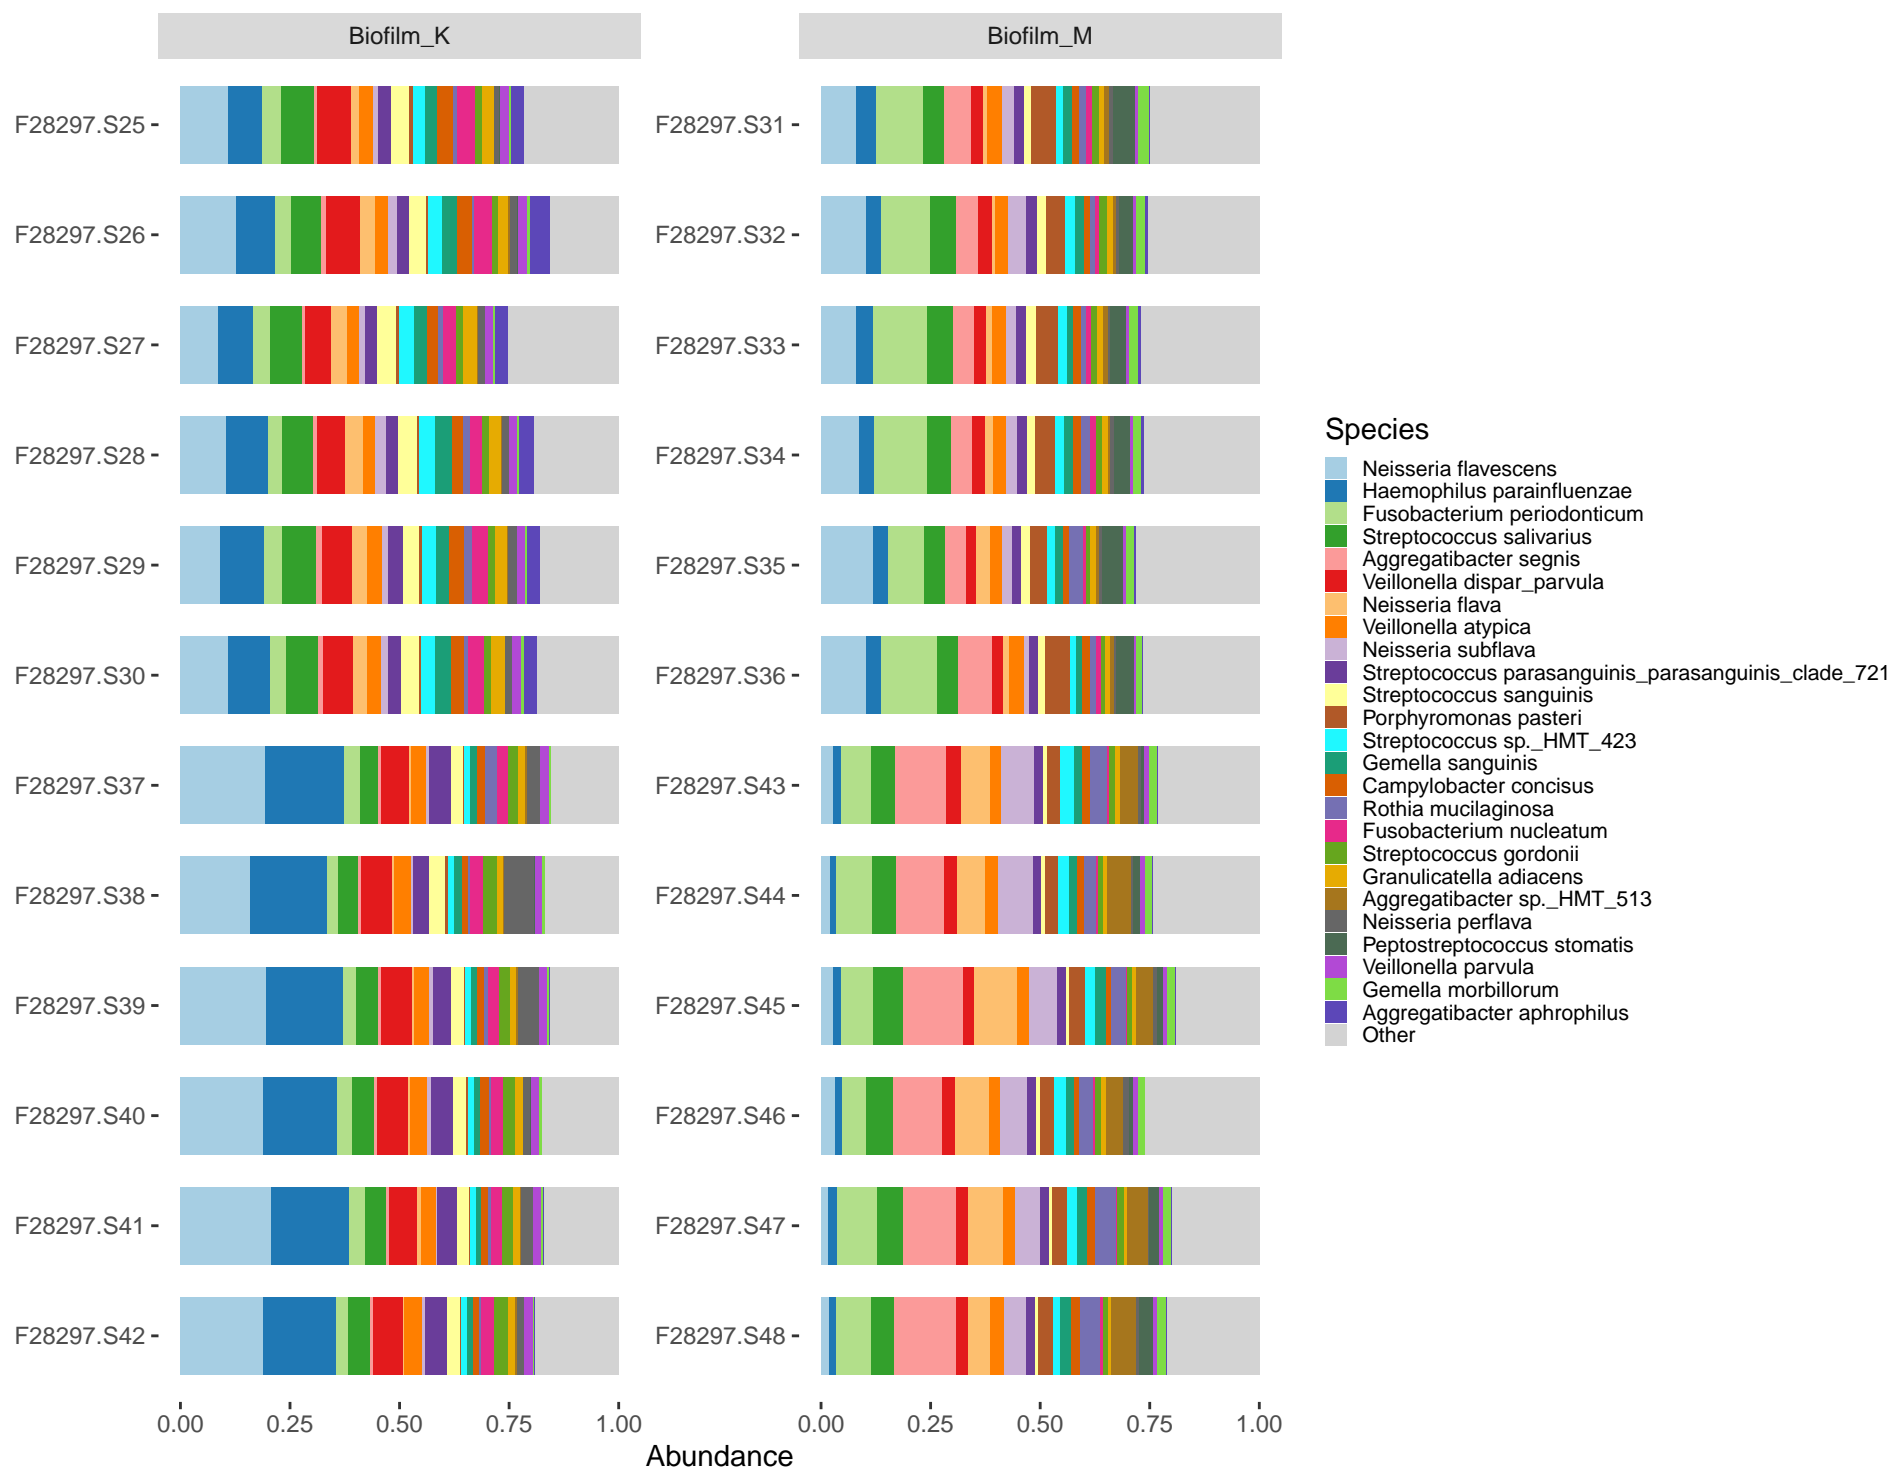 Biofilm_K
Biofilm_M
F28297.S25
F28297.S26
F28297.S27
F28297.S28
F28297.S29
F28297.S30
F28297.S37
F28297.S38
F28297.S39
F28297.S40
F28297.S41
F28297.S42
F28297.S31
F28297.S32
F28297.S33
F28297.S34
F28297.S35
F28297.S36
F28297.S43
F28297.S44
F28297.S45
F28297.S46
F28297.S47
F28297.S48
0.00 0.25 0.50 0.75 1.00
0.00 0.25 0.50 0.75 1.00
Abundance
Species
Neisseria flavescens
Haemophilus parainfluenzae
Fusobacterium periodonticum
Streptococcus salivarius
Aggregatibacter segnis
Veillonella dispar_parvula
Neisseria flava
Veillonella atypica
Neisseria subflava
Streptococcus parasanguinis_parasanguinis_clade_721
Streptococcus sanguinis
Porphyromonas pasteri
Streptococcus sp._HMT_423
Gemella sanguinis
Campylobacter concisus
Rothia mucilaginosa
Fusobacterium nucleatum
Streptococcus gordonii
Granulicatella adiacens
Aggregatibacter sp._HMT_513
Neisseria perflava
Peptostreptococcus stomatis
Veillonella parvula
Gemella morbillorum
Aggregatibacter aphrophilus
Other